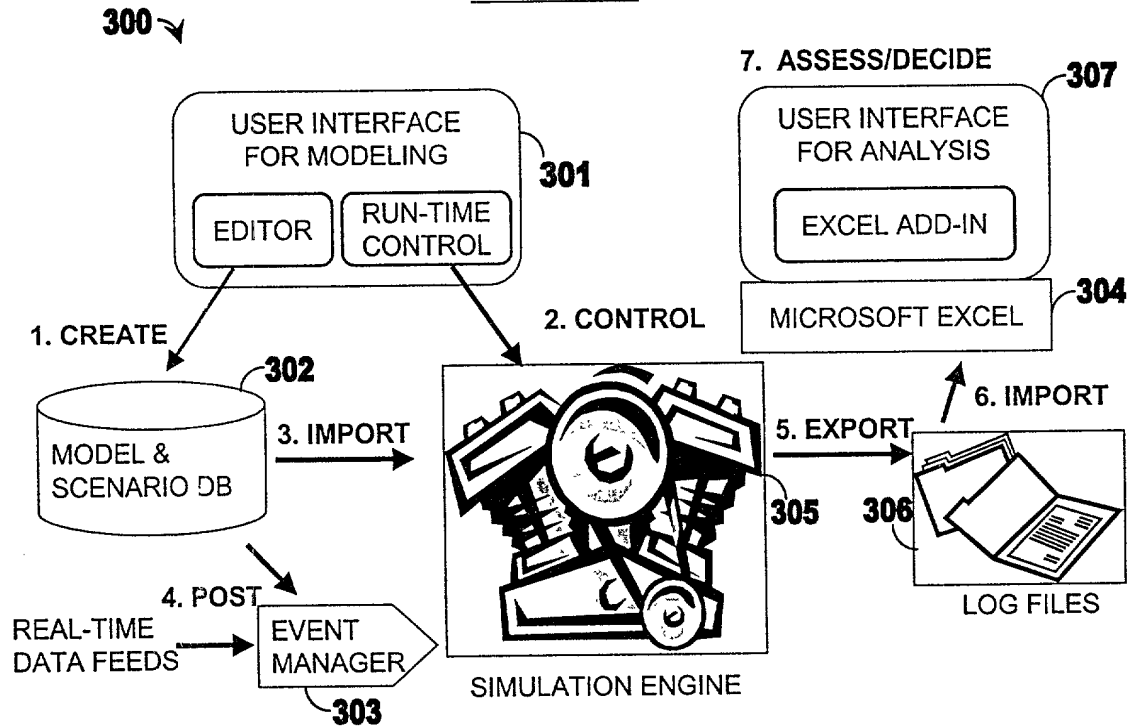 300
7. ASSESS/DECIDE
307
USER INTERFACE
FOR MODELING
301
EDITOR
RUN-TIME
CONTROL
USER INTERFACE
FOR ANALYSIS
EXCEL ADD-IN
304
MICROSOFT EXCEL
1. CREATE
2. CONTROL
302
MODEL &
SCENARIO DB
3. IMPORT
5. EXPORT
6. IMPORT
305
306
LOG FILES
4. POST
REAL-TIME
DATA FEEDS
EVENT
MANAGER
303
SIMULATION ENGINE